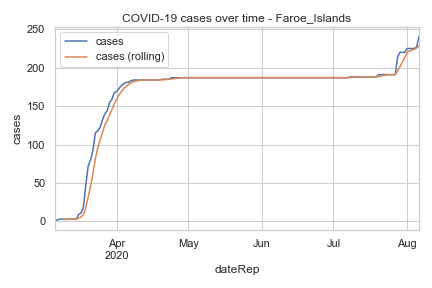 COVID-19 cases over time - Faroe_Islands
cases
cases (rolling)
250
200
150
100
50
0
cases
Apr
2020
May
Jun
Jul
Aug
dateRep